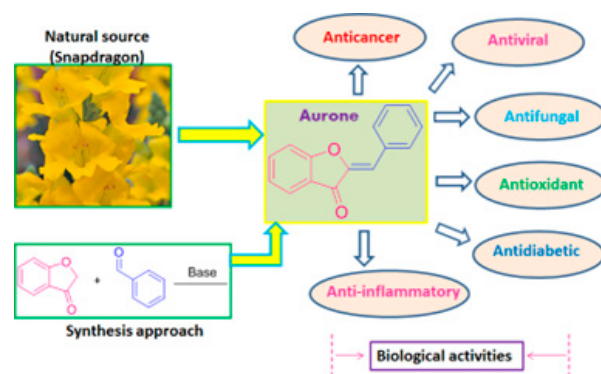 Natural source
(Snapdragon)
Anticancer
Antiviral
Aurone
Antifungal
O
O
Antioxidant
Antidiabetic
O
O
+
O
Base
Synthesis approach
Anti-inflammatory
Biological activities